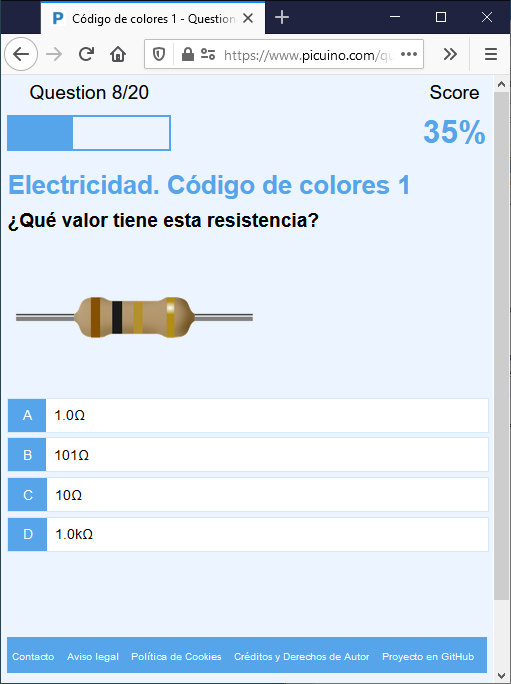 Código de colores 1 - Question
https://www.picuino.com/qu
Question 8/20
Score
35%
Electricidad. Código de colores 1
¿Qué valor tiene esta resistencia?
A 1.0Ω
B 101Ω
C 10Ω
D 1.0kΩ
Contacto Aviso legal Política de Cookies Créditos y Derechos de Autor Proyecto en GitHub